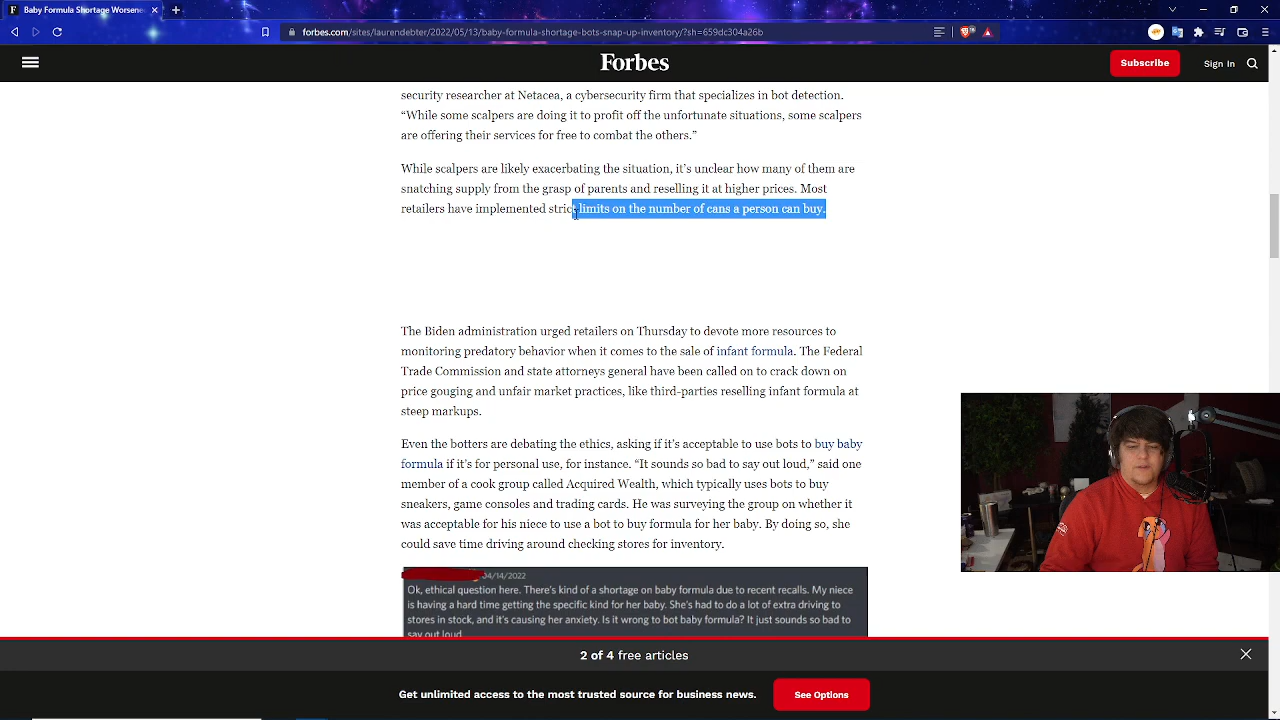 Baby Formula Shortage Worsene
forbes.com/sites/laurendebter/2022/05/13/baby-formula-shortage-bots-snap-up-inventory/?sh=659dc304a26b
Forbes
Subscribe
Sign In
security researcher at Netacea, a cybersecurity firm that specializes in bot detection.
“While some scalpers are doing it to profit off the unfortunate situations, some scalpers
are offering their services for free to combat the others.”
While scalpers are likely exacerbating the situation, it’s unclear how many of them are
snatching supply from the grasp of parents and reselling it at higher prices. Most
retailers have implemented strict limits on the number of cans a person can buy.
The Biden administration urged retailers on Thursday to devote more resources to
monitoring predatory behavior when it comes to the sale of infant formula. The Federal
Trade Commission and state attorneys general have been called on to crack down on
price gouging and unfair market practices, like third-parties reselling infant formula at
steep markups.
Even the botters are debating the ethics, asking if it’s acceptable to use bots to buy baby
formula if it’s for personal use, for instance. “It sounds so bad to say out loud,” said one
member of a cook group called Acquired Wealth, which typically uses bots to buy
sneakers, game consoles and trading cards. He was surveying the group on whether it
was acceptable for his niece to use a bot to buy formula for her baby. By doing so, she
could save time driving around checking stores for inventory.
04/14/2022
Ok, ethical question here. There's kind of a shortage on baby formula due to recent recalls. My niece
is having a hard time getting the specific kind for her baby. She's had to do a lot of extra driving to
stores in stock, and it's causing her anxiety. Is it wrong to bot baby formula? It just sounds so bad to
say out loud
2 of 4 free articles
Get unlimited access to the most trusted source for business news.
See Options